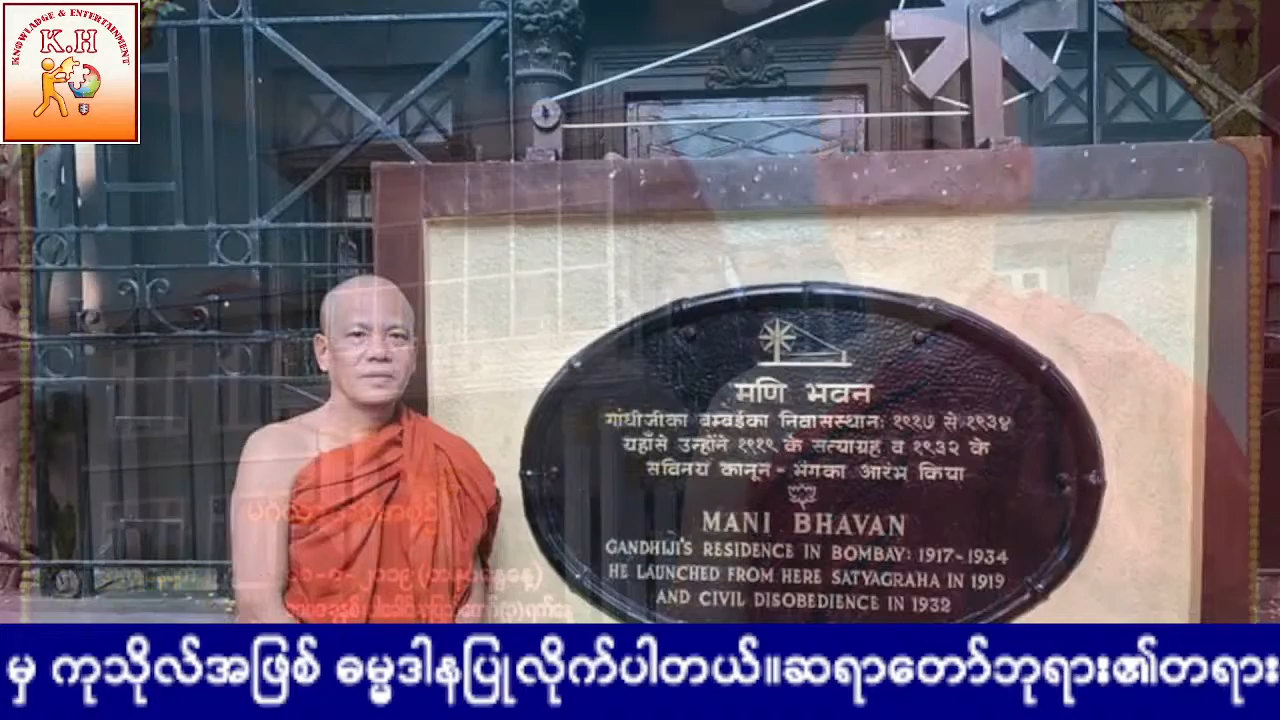 KNOWLADGE & ENTERTAINMENT
K.H
मणि भवन
गांधीजीका बम्बईका निवासस्थान: १९१७ से १९३४
यहाँसे उन्होंने १९१९ के सत्याग्रह व १९३२ के
सविनय कानून - भंगका आरंभ किया
MANI BHAVAN
GANDHIJI'S RESIDENCE IN BOMBAY: 1917-1934
HE LAUNCHED FROM HERE SATYAGRAHA IN 1919
AND CIVIL DISOBEDIENCE IN 1932
မှ ကုသိုလ်အဖြစ် ဓမ္မဒါနပြုလိုက်ပါတယ်။ဆရာတော်ဘုရား၏တရား